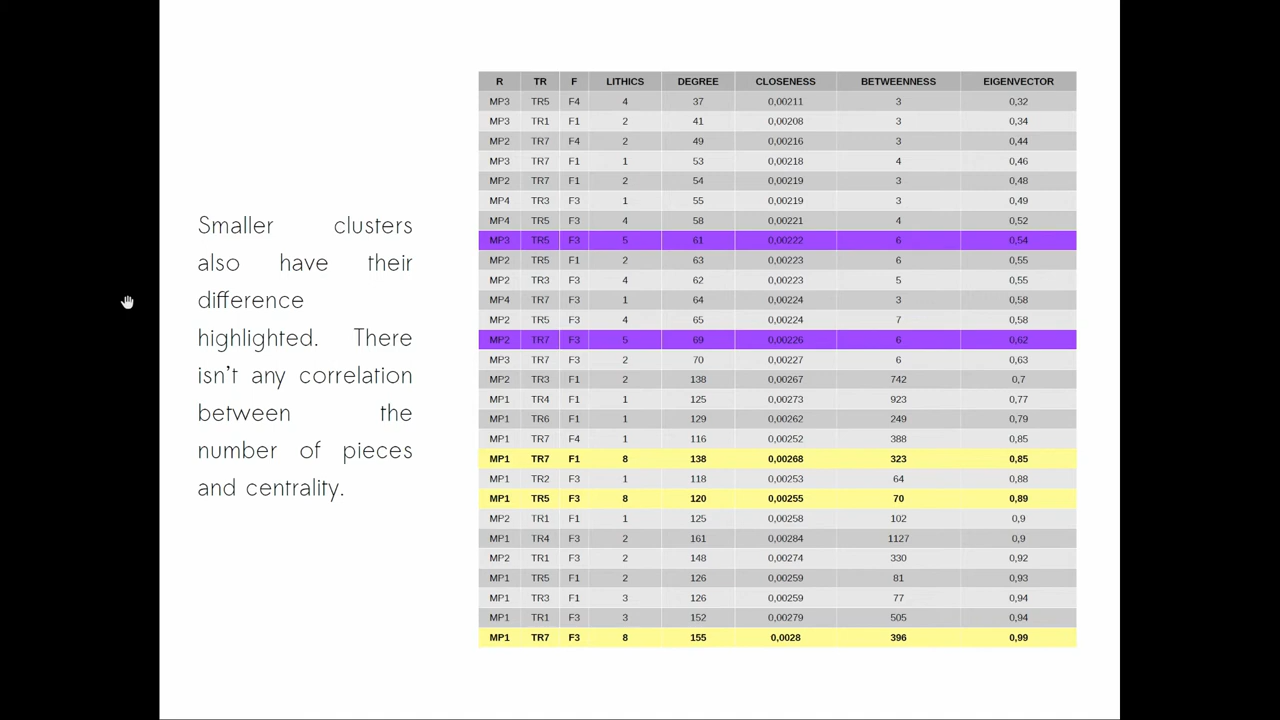 Smaller clusters
also have their
difference
highlighted. There
isn't any correlation
between the
number of pieces
and centrality.
R TR F LITHICS DEGREE CLOSENESS BETWEENNESS EIGENVECTOR
MP3 TR5 F4 4 37 0,00211 3 0,32
MP3 TR1 F1 2 41 0,00208 3 0,34
MP2 TR7 F4 2 49 0,00216 3 0,44
MP3 TR7 F1 1 53 0,00218 4 0,46
MP2 TR7 F1 2 54 0,00219 3 0,48
MP4 TR3 F3 1 55 0,00219 3 0,49
MP4 TR5 F3 4 58 0,00221 4 0,52
MP3 TR5 F3 5 61 0,00222 6 0,54
MP2 TR5 F1 2 63 0,00223 6 0,55
MP2 TR3 F3 4 62 0,00223 5 0,55
MP4 TR7 F3 1 64 0,00224 3 0,58
MP2 TR5 F3 4 65 0,00224 7 0,58
MP2 TR7 F3 5 69 0,00226 6 0,62
MP3 TR7 F3 2 70 0,00227 6 0,63
MP2 TR3 F1 2 138 0,00267 742 0,7
MP1 TR4 F1 1 125 0,00273 923 0,77
MP1 TR6 F1 1 129 0,00262 249 0,79
MP1 TR7 F4 1 116 0,00252 388 0,85
MP1 TR7 F1 8 138 0,00268 323 0,85
MP1 TR2 F3 1 118 0,00253 64 0,88
MP1 TR5 F3 8 120 0,00255 70 0,89
MP2 TR1 F1 1 125 0,00258 102 0,9
MP1 TR4 F3 2 161 0,00284 1127 0,9
MP2 TR1 F3 2 148 0,00274 330 0,92
MP1 TR5 F1 2 126 0,00259 81 0,93
MP1 TR3 F1 3 126 0,00259 77 0,94
MP1 TR1 F3 3 152 0,00279 505 0,94
MP1 TR7 F3 8 155 0,0028 396 0,99